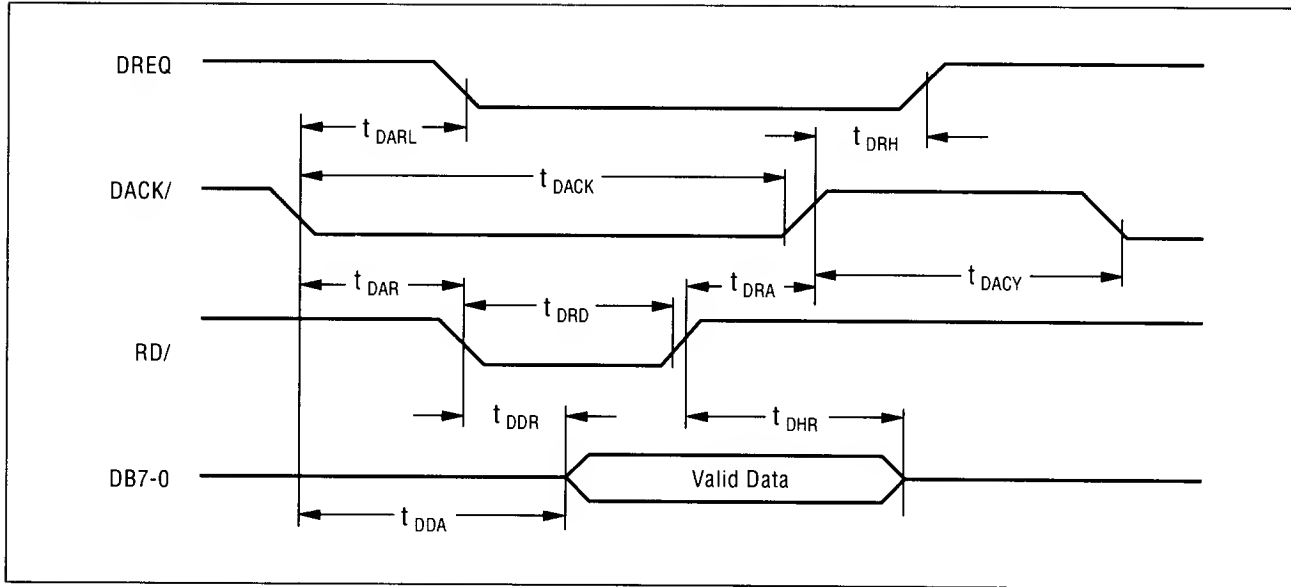 DREQ
t DARL
t DRH
DACK/
t DACK
t DAR
t DRD
t DRA
t DACY
RD/
t DDR
t DHR
DB7-0
Valid Data
t DDA